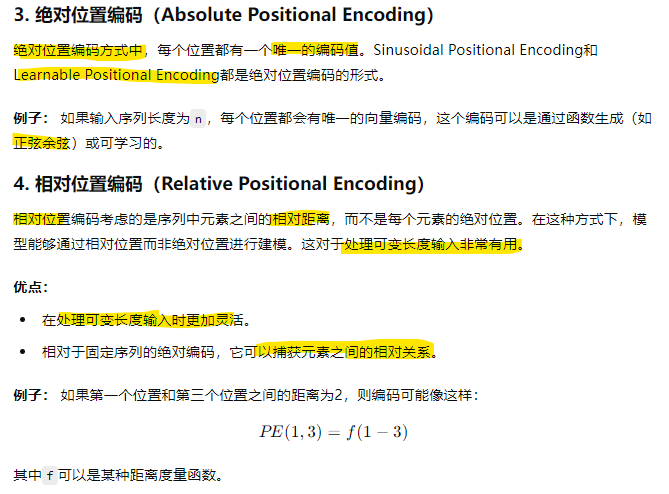 3. 绝对位置编码（Absolute Positional Encoding）
绝对位置编码方式中，每个位置都有一个唯一的编码值。Sinusoidal Positional Encoding和
Learnable Positional Encoding都是绝对位置编码的形式。
例子： 如果输入序列长度为 n ，每个位置都会有唯一的向量编码，这个编码可以是通过函数生成（如
正弦余弦）或可学习的。
4. 相对位置编码（Relative Positional Encoding）
相对位置编码考虑的是序列中元素之间的相对距离，而不是每个元素的绝对位置。在这种方式下，模
型能够通过相对位置而非绝对位置进行建模。这对于处理可变长度输入非常有用。
优点：
• 在处理可变长度输入时更加灵活。
• 相对于固定序列的绝对编码，它可以捕获元素之间的相对关系。
例子： 如果第一个位置和第三个位置之间的距离为2，则编码可能像这样：
PE(1, 3) = f(1 − 3)
其中 f 可以是某种距离度量函数。